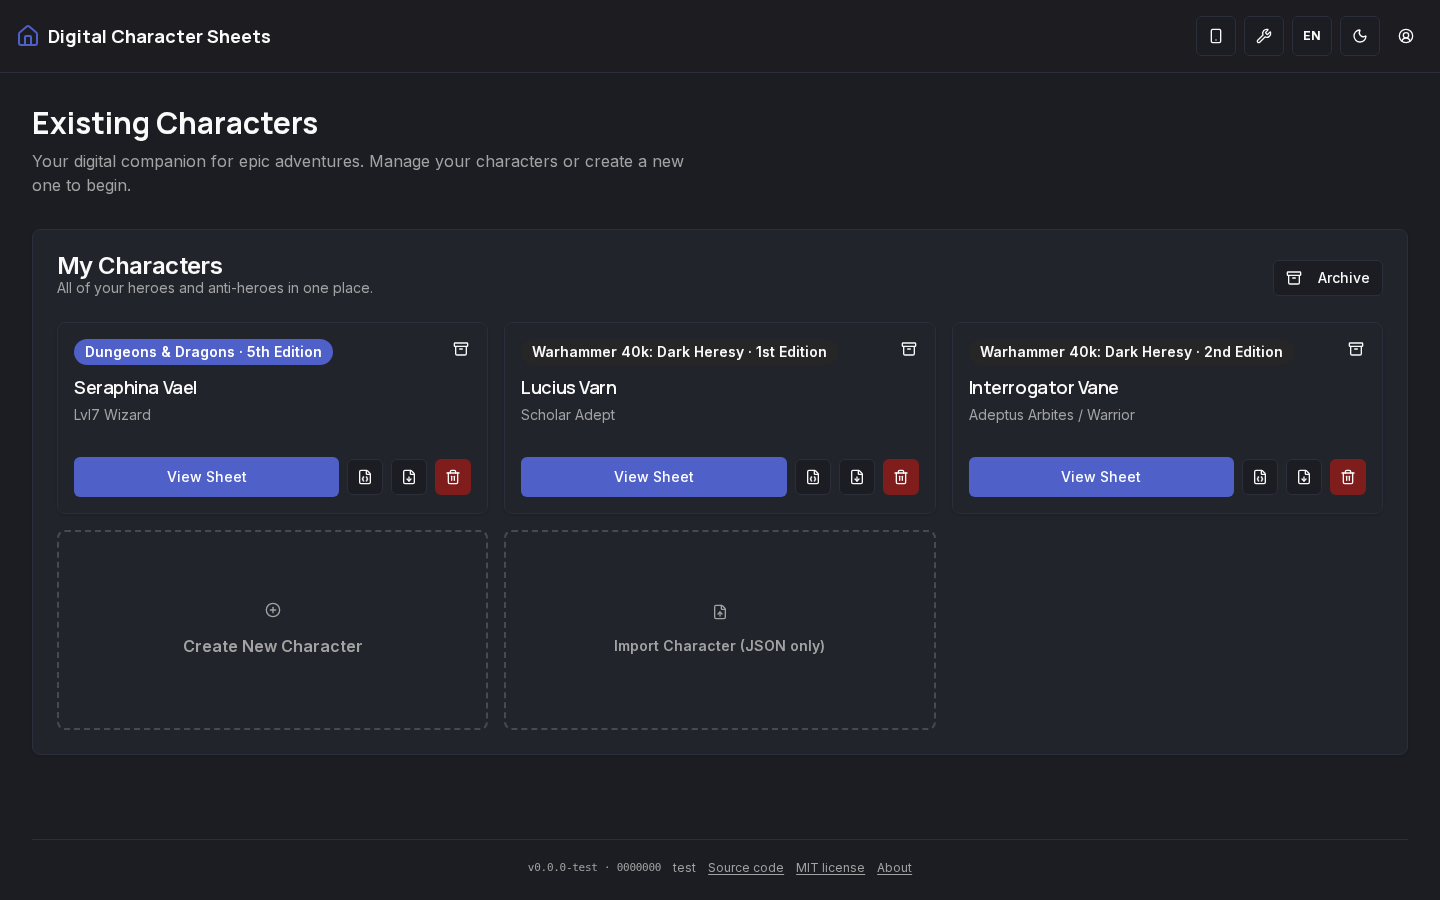 Digital Character Sheets
EN
Existing Characters
Your digital companion for epic adventures. Manage your characters or create a new
one to begin.
My Characters
All of your heroes and anti-heroes in one place.
Archive
Dungeons & Dragons · 5th Edition
Seraphina Vael
Lvl7 Wizard
View Sheet
Warhammer 40k: Dark Heresy · 1st Edition
Lucius Varn
Scholar Adept
View Sheet
Warhammer 40k: Dark Heresy · 2nd Edition
Interrogator Vane
Adeptus Arbites / Warrior
View Sheet
Create New Character
Import Character (JSON only)
v0.0.0-test · 0000000 test Source code MIT license About